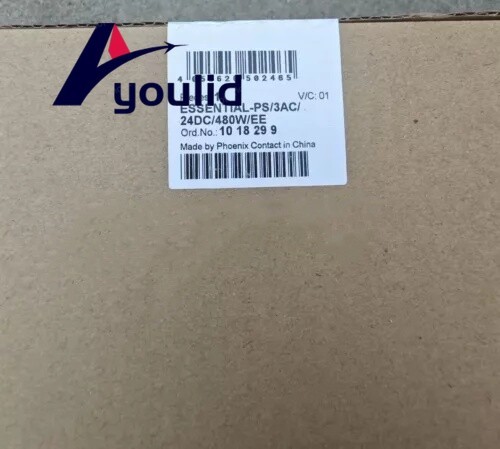 youlid
V/C: 01
ESSENTIAL-PS/3AC/
24DC/480W/EE
Ord.No.: 10 18 29 9
Made by Phoenix Contact in China